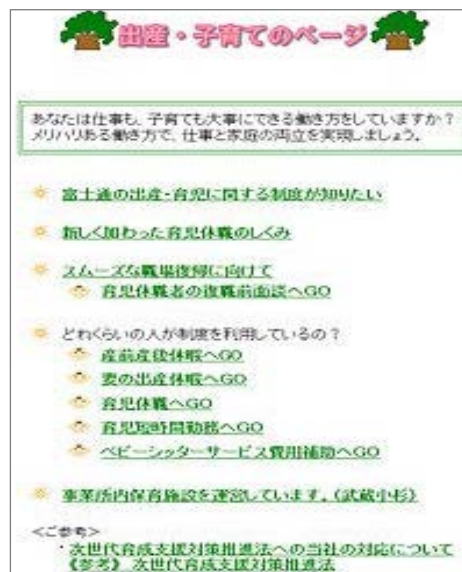 出産・子育てのページ
あなたは仕事も、子育ても大事にできる働き方をしていますか?
メリハリある働き方で、仕事と家庭の両立を実現しましょう。
富士通の出産・育児に関する制度が知りたい
新しく加わった育児休職のしくみ
スムーズな職場復帰に向けて
育児休職者の復職前面談へGO
どれくらいの人が制度を利用しているの?
産前産後休暇へGO
妻の出産休暇へGO
育児休職へGO
育児短時間勤務へGO
ベビーシッターサービス費用補助へGO
事業所内保育施設を運営しています。(武蔵小杉)
<ご参考>
・次世代育成支援対策推進法への当社の対応について
《参考》 次世代育成支援対策推進法